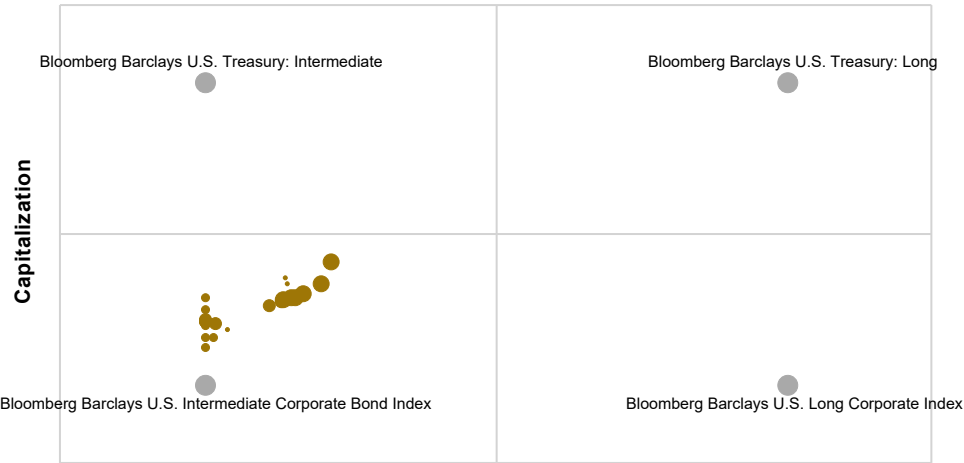 Bloomberg Barclays U.S. Treasury: Intermediate
Bloomberg Barclays U.S. Treasury: Long
Capitalization
Bloomberg Barclays U.S. Intermediate Corporate Bond Index
Bloomberg Barclays U.S. Long Corporate Index